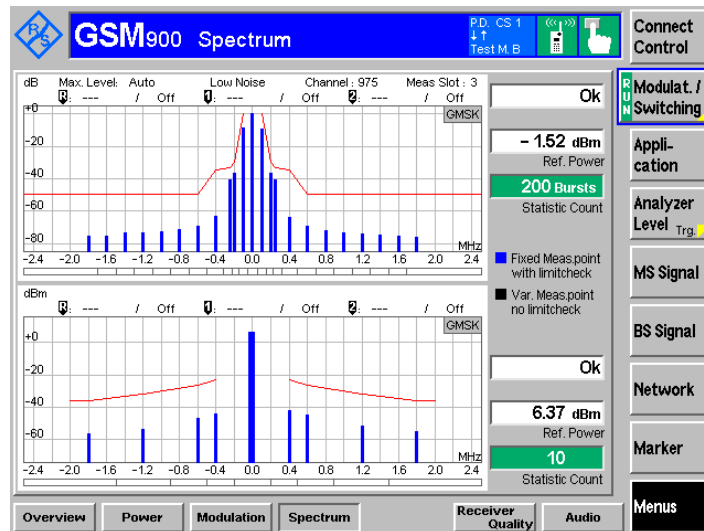 R S
GSM900 Spectrum
P.D. CS 1
Test M. B
Connect Control
dB Max. Level: Auto Low Noise Channel : 975 Meas Slot : 3
R: --- / Off 1: --- / Off 2: --- / Off
GMSK
+0
-20
-40
-60
-80
MHz
-2.4 -2.0 -1.6 -1.2 -0.8 -0.4 0.0 0.4 0.8 1.2 1.6 2.0 2.4
Ok
- 1.52 dBm
Ref. Power
200 Bursts
Statistic Count
Fixed Meas.point
with limitcheck
Var. Meas.point
no limitcheck
dBm
R: --- / Off 1: --- / Off 2: --- / Off
GMSK
+0
-20
-40
-60
MHz
-2.4 -2.0 -1.6 -1.2 -0.8 -0.4 0.0 0.4 0.8 1.2 1.6 2.0 2.4
Ok
6.37 dBm
Ref. Power
10
Statistic Count
RUN
Modulat. /
Switching
Appli-
cation
Analyzer
Level Trg.
MS Signal
BS Signal
Network
Marker
Menus
Overview Power Modulation Spectrum Receiver Quality Audio